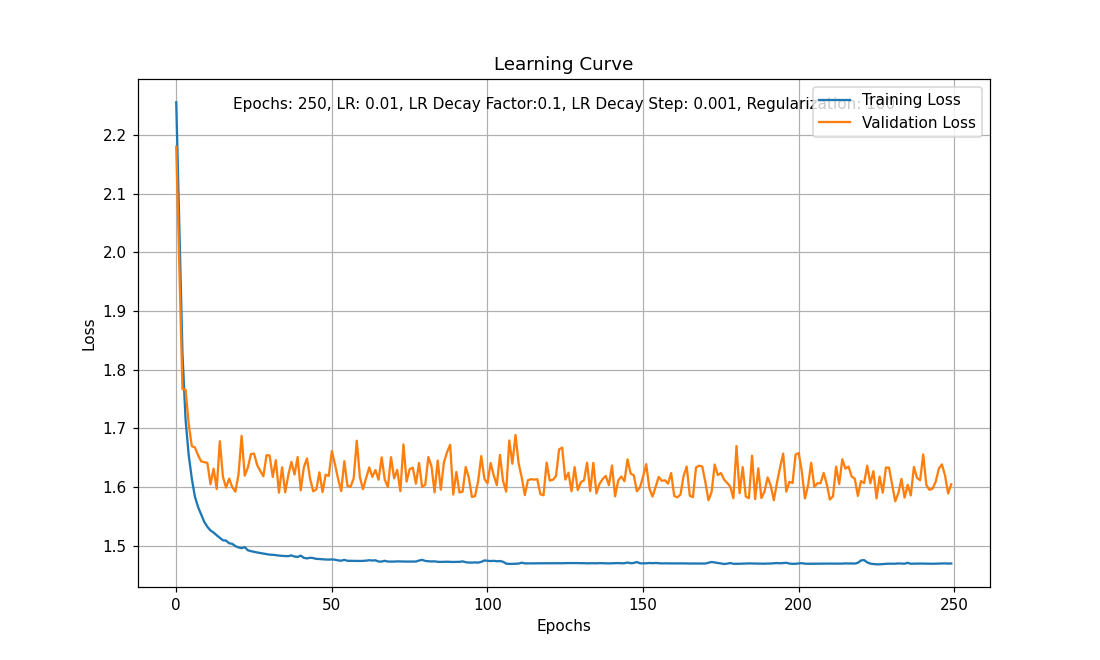 Learning Curve
Epochs: 250, LR: 0.01, LR Decay Factor:0.1, LR Decay Step: 0.001, Regularization: 100
Training Loss
Validation Loss
2.2
2.1
2.0
1.9
1.8
1.7
1.6
1.5
Loss
0 50 100 150 200 250
Epochs